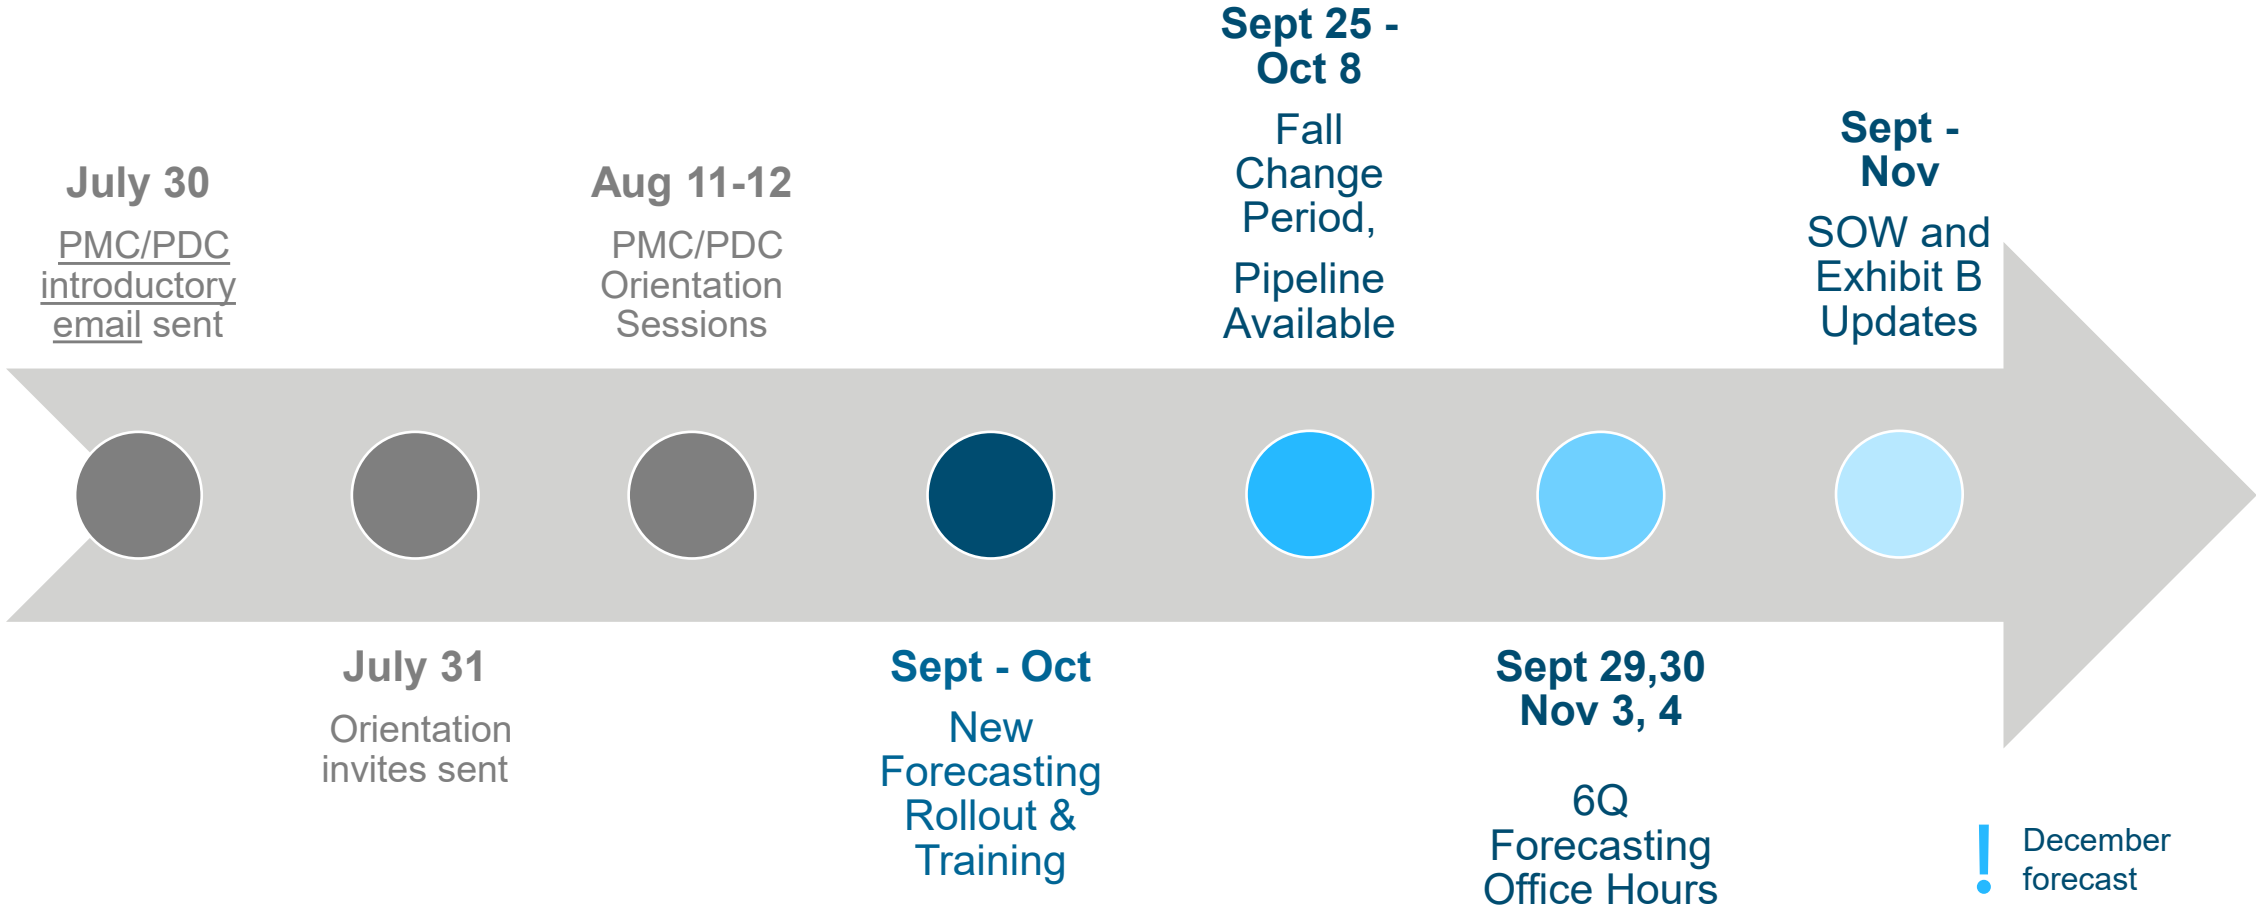 July 30
PMC/PDC
introductory
email sent
July 31
Orientation
invites sent
Aug 11-12
PMC/PDC
Orientation
Sessions
Sept - Oct
New
Forecasting
Rollout &
Training
Sept 25 -
Oct 8
Fall
Change
Period,
Pipeline
Available
Sept 29,30
Nov 3, 4
6Q
Forecasting
Office Hours
Sept -
Nov
SOW and
Exhibit B
Updates
!
December
forecast